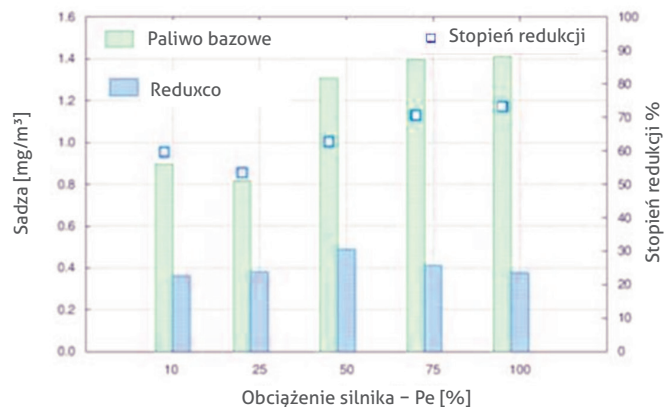 Sadza [mg/m³]
1.6
1.4
1.2
1.0
0.8
0.6
0.4
0.2
0.0
Paliwo bazowe
Reduxco
Stopień redukcji
100
90
80
70
60
50
40
30
20
10
0
Stopień redukcji %
10 25 50 75 100
Obciążenie silnika – Pe [%]